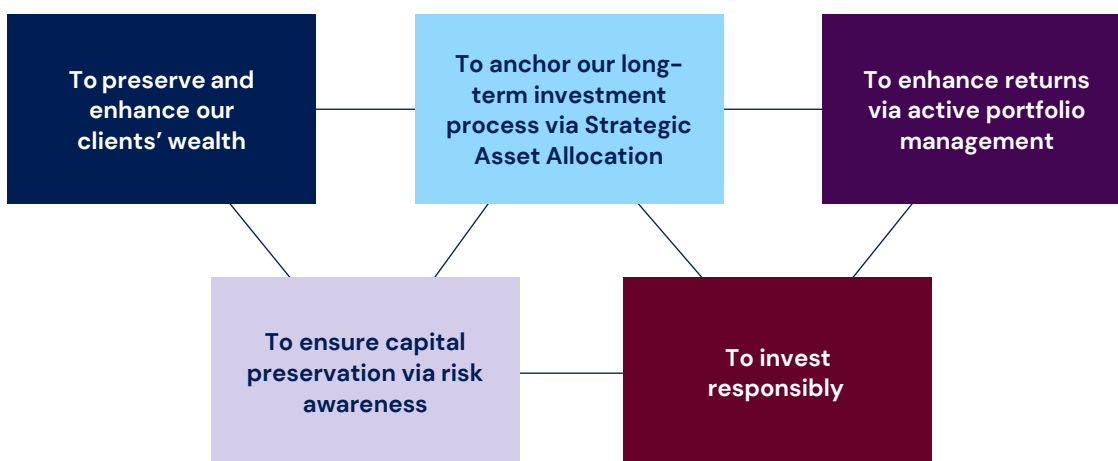 To preserve and
enhance our
clients’ wealth
To anchor our long-
term investment
process via Strategic
Asset Allocation
To enhance returns
via active portfolio
management
To ensure capital
preservation via risk
awareness
To invest
responsibly